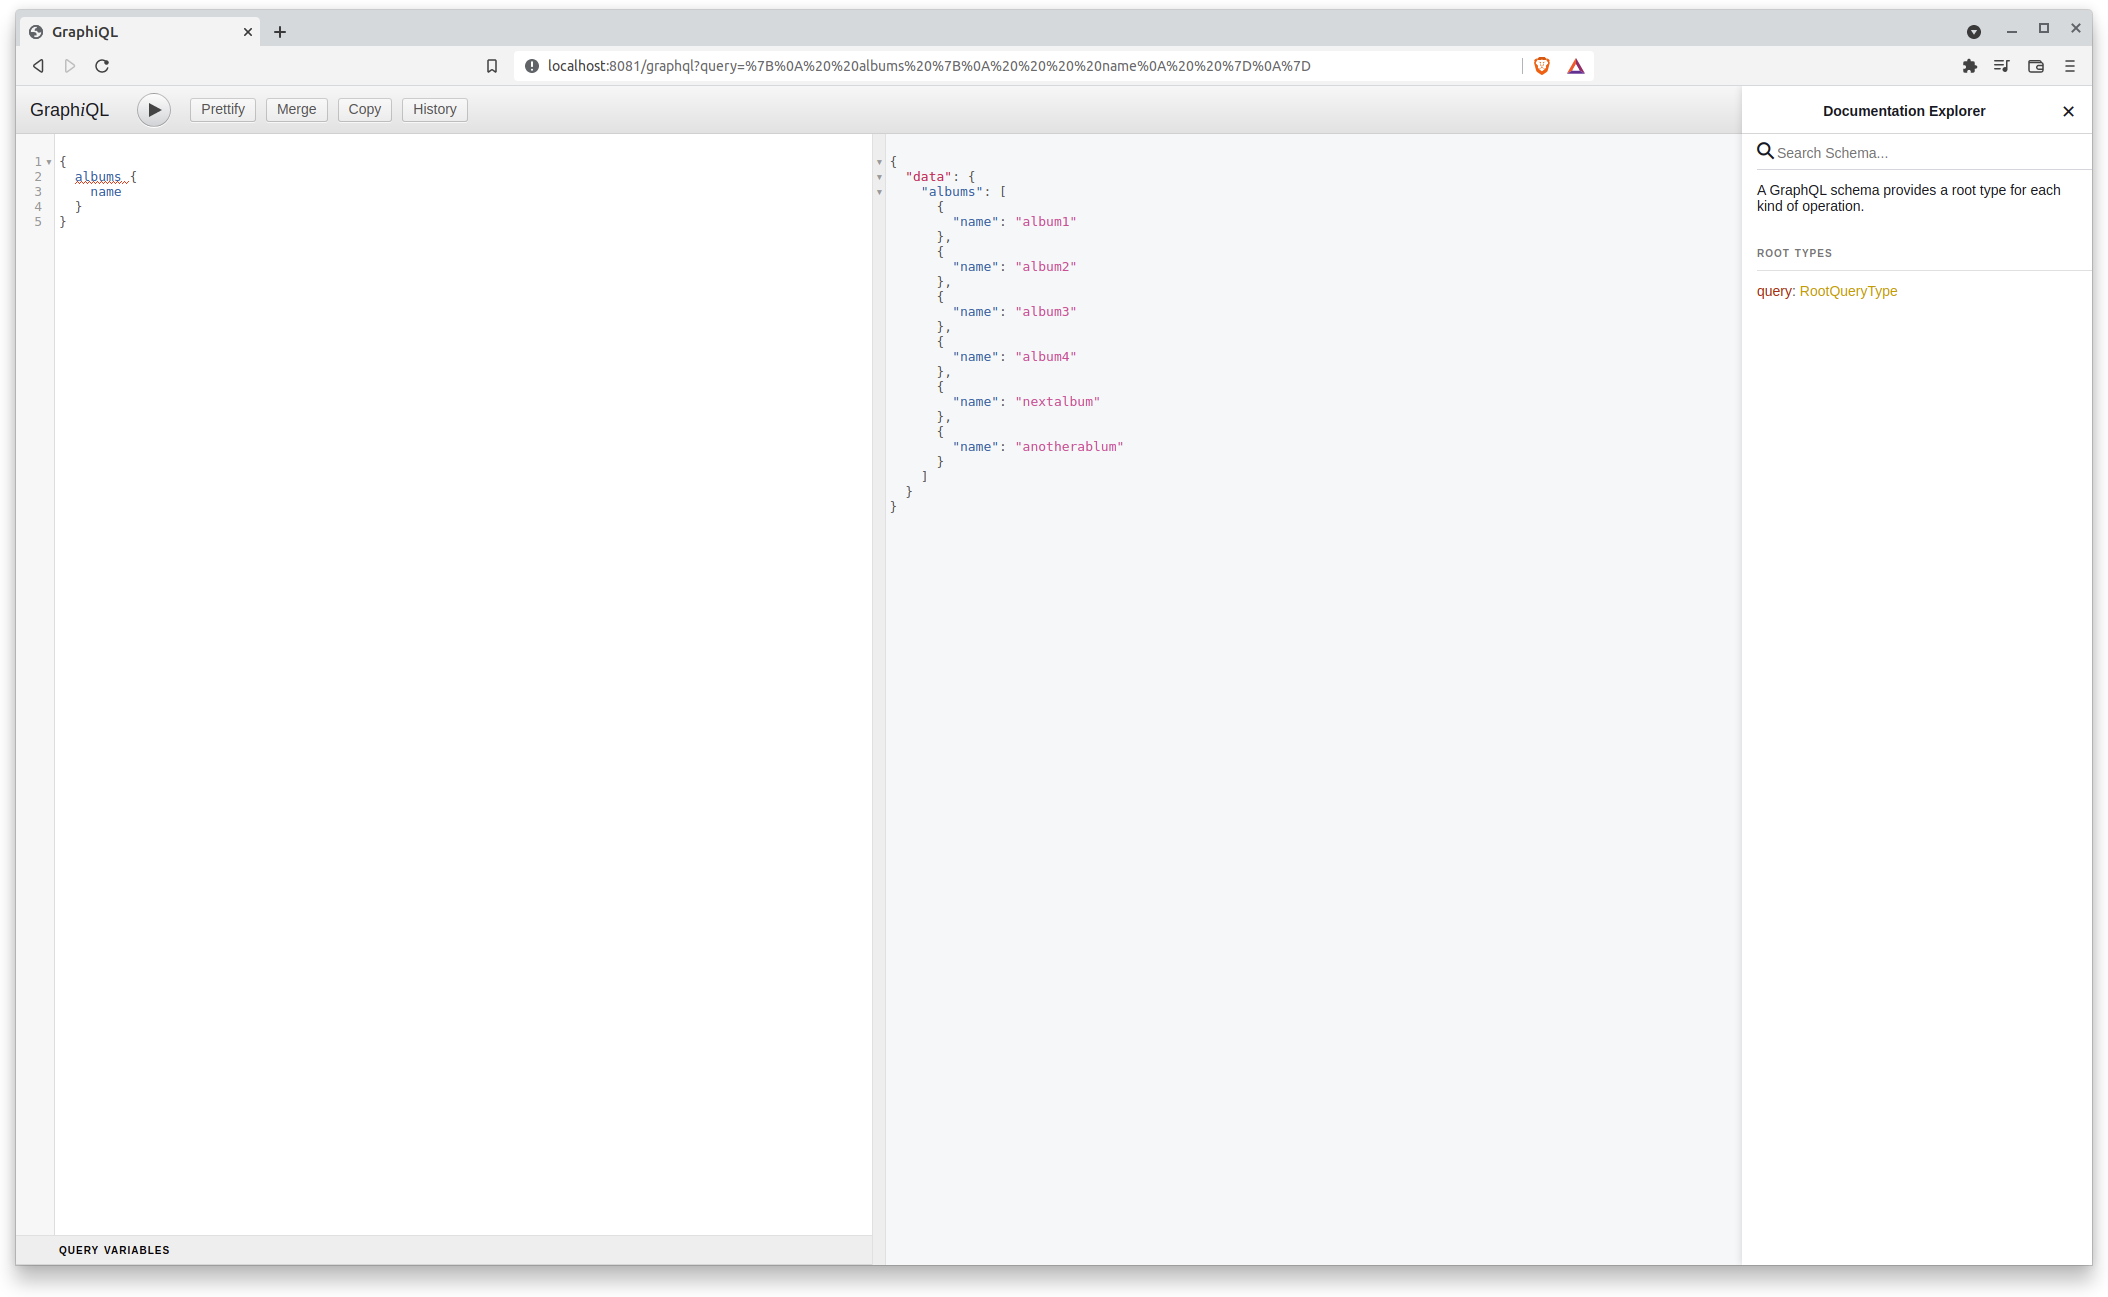 GraphiQL
localhost:8081/graphql?query=%7B%0A%20%20albums%20%7B%0A%20%20%20%20name%0A%20%20%7D%0A%7D
GraphiQL
Prettify
Merge
Copy
History
1 {
2   albums {
3     name
4   }
5 }
QUERY VARIABLES
{
  "data": {
    "albums": [
      {
        "name": "album1"
      },
      {
        "name": "album2"
      },
      {
        "name": "album3"
      },
      {
        "name": "album4"
      },
      {
        "name": "nextalbum"
      },
      {
        "name": "anotherablum"
      }
    ]
  }
}
Documentation Explorer
Search Schema...
A GraphQL schema provides a root type for each
kind of operation.
ROOT TYPES
query: RootQueryType